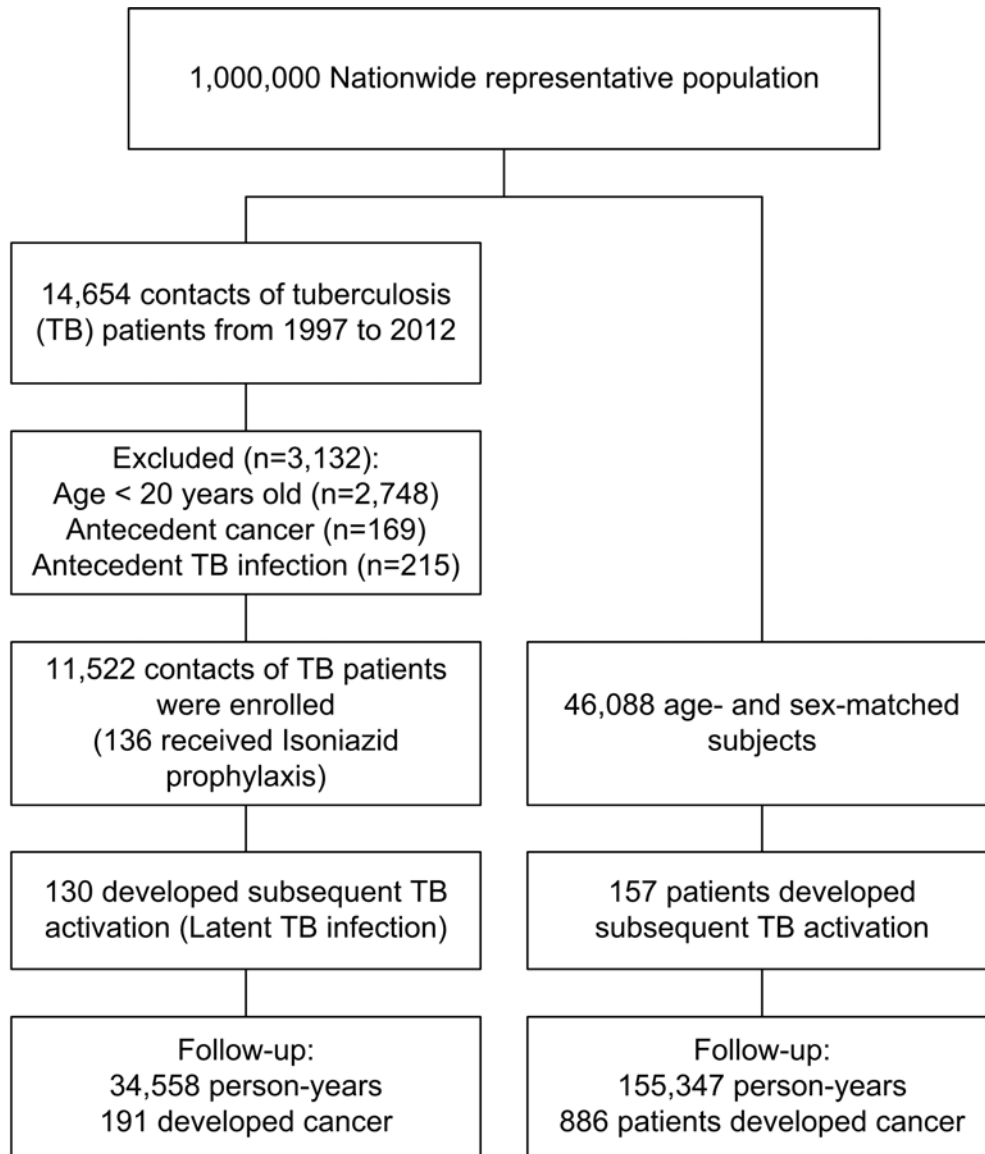 1,000,000 Nationwide representative population
14,654 contacts of tuberculosis
(TB) patients from 1997 to 2012
Excluded (n=3,132):
Age < 20 years old (n=2,748)
Antecedent cancer (n=169)
Antecedent TB infection (n=215)
11,522 contacts of TB patients
were enrolled
(136 received Isoniazid
prophylaxis)
46,088 age- and sex-matched
subjects
130 developed subsequent TB
activation (Latent TB infection)
157 patients developed
subsequent TB activation
Follow-up:
34,558 person-years
191 developed cancer
Follow-up:
155,347 person-years
886 patients developed cancer